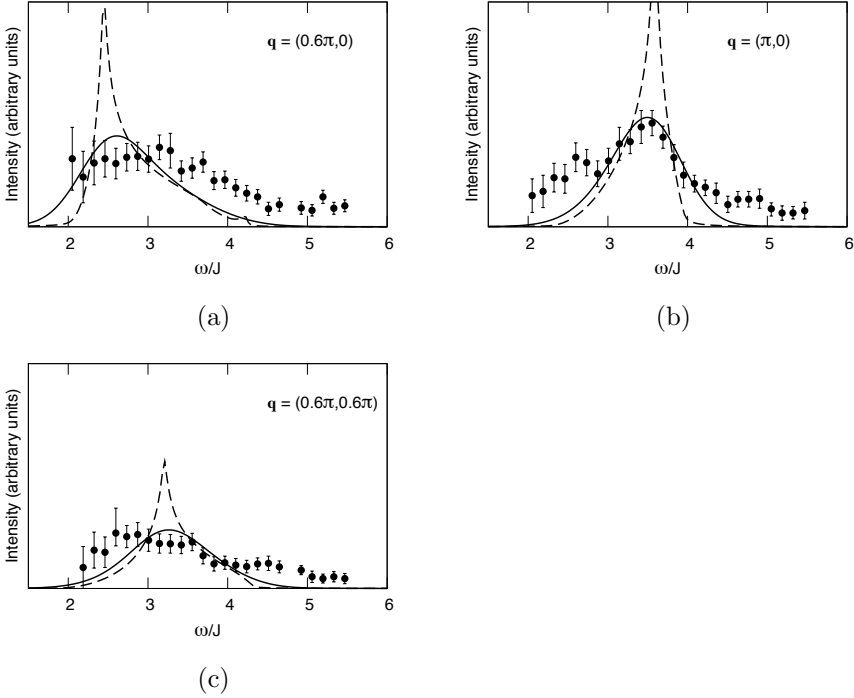 Intensity (arbitrary units)
q = (0.6π,0)
2 3 4 5 6
ω/J
(a)
Intensity (arbitrary units)
q = (π,0)
2 3 4 5 6
ω/J
(b)
Intensity (arbitrary units)
q = (0.6π,0.6π)
2 3 4 5 6
ω/J
(c)